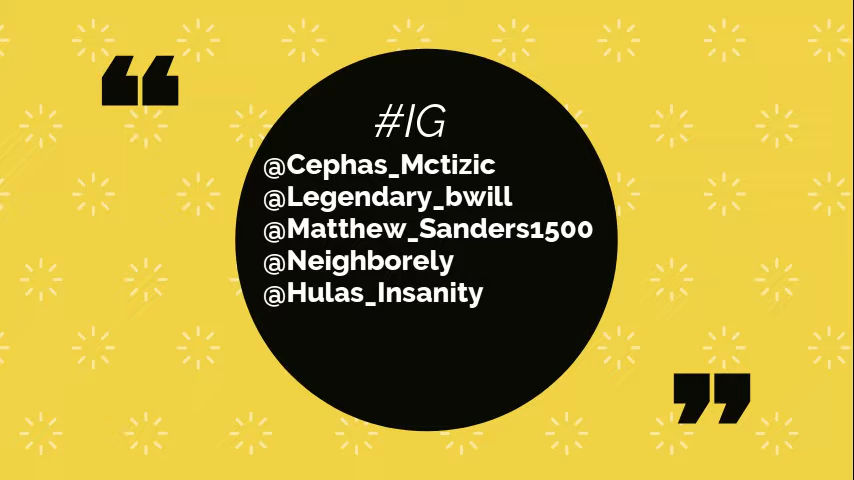 #IG
@Cephas_Mctizic
@Legendary_bwill
@Matthew_Sanders1500
@Neighborely
@Hulas_Insanity